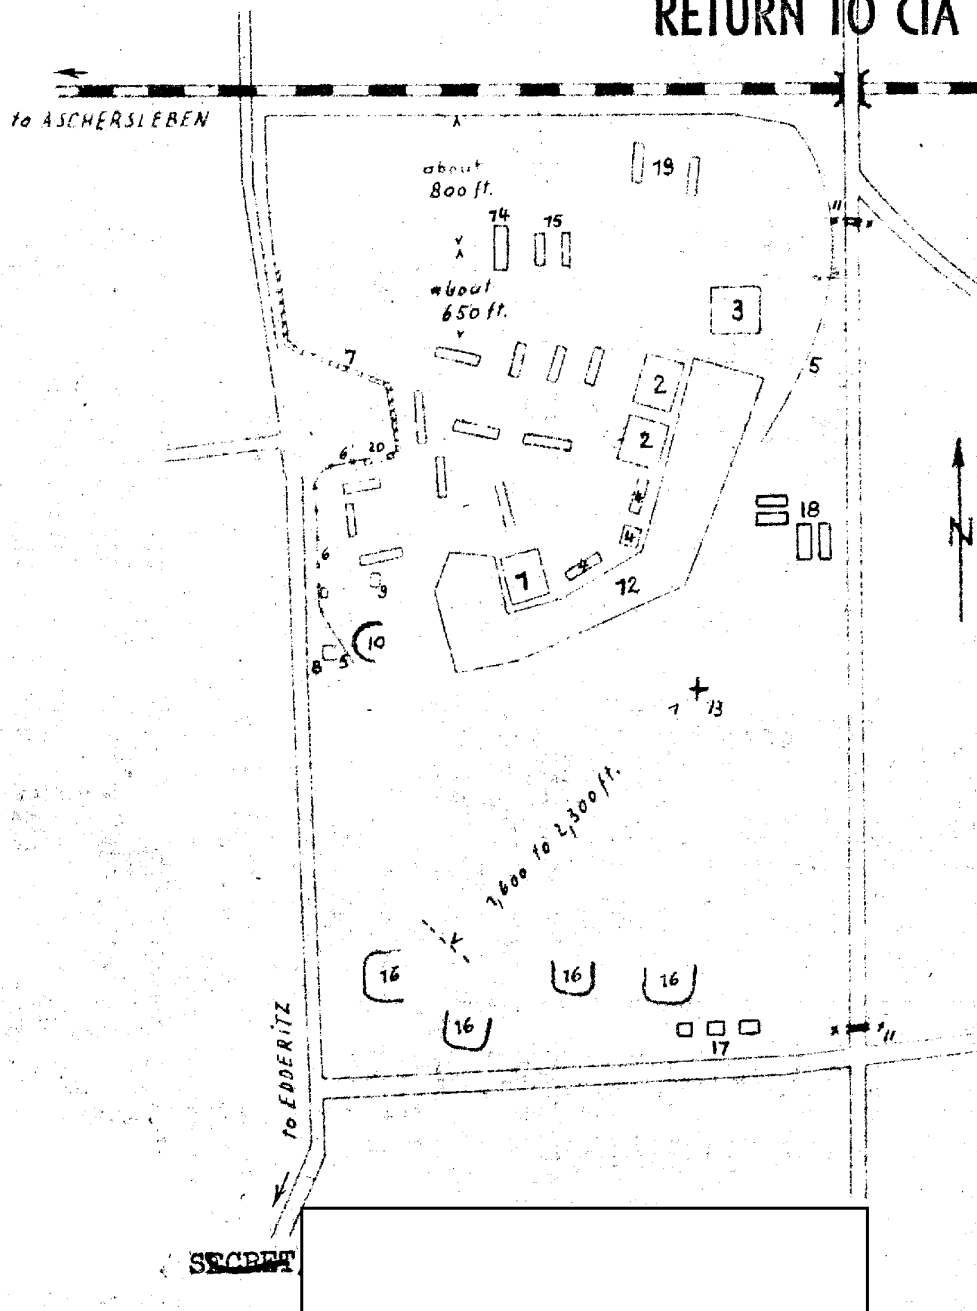 RETURN TO CIA
to ASCHERSLEBEN
about
800 ft.
19
14
15
11
about
650 ft.
3
7
5
2
2
6
20
18
N
4
6
1
12
9
10
8
5
13
1,600 to 2,300 ft.
16
16
16
16
17
11
to EDDERITZ
SECRET